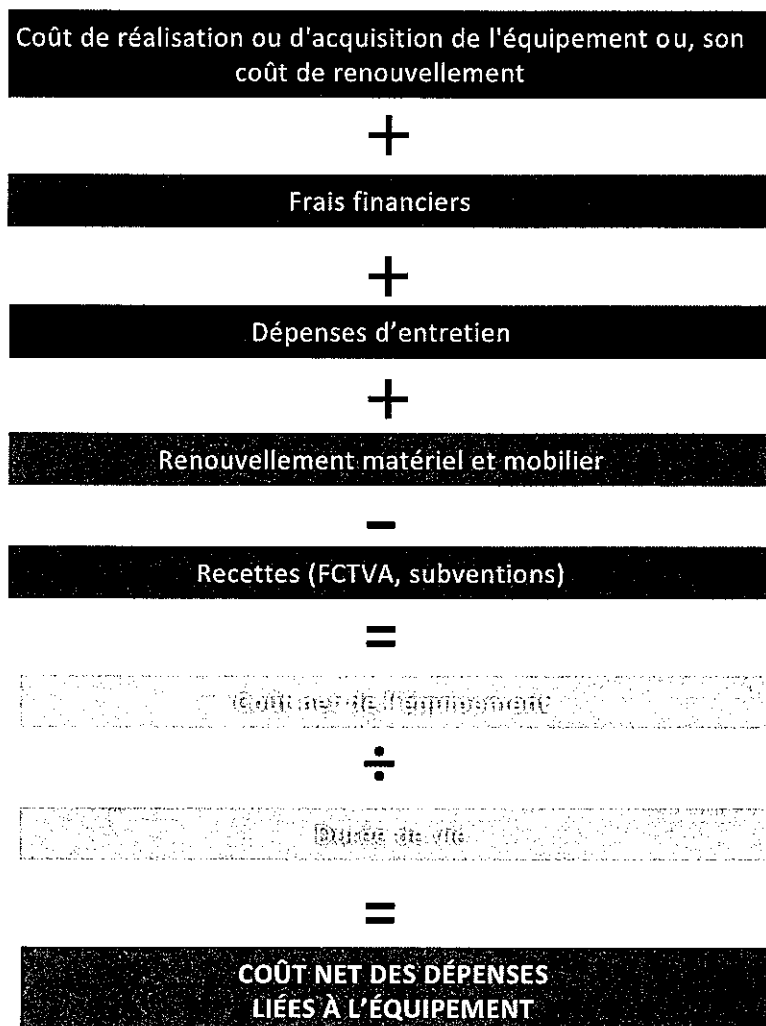 Coût de réalisation ou d'acquisition de l'équipement ou, son
coût de renouvellement
+
Frais financiers
+
Dépenses d'entretien
+
Renouvellement matériel et mobilier
-
Recettes (FCTVA, subventions)
=
Coût net de l'équipement
÷
Durée de vie
=
COÛT NET DES DÉPENSES
LIÉES À L'ÉQUIPEMENT